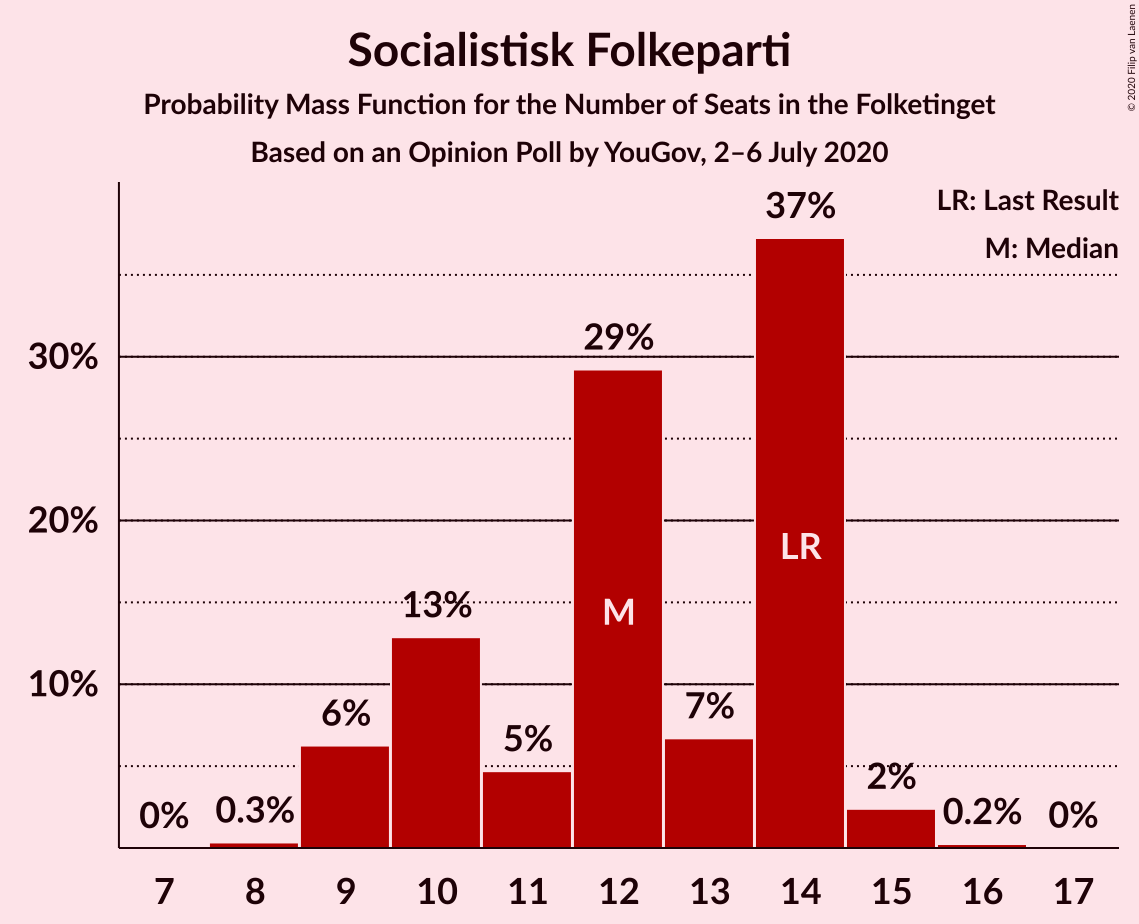 Socialistisk Folkeparti
Probability Mass Function for the Number of Seats in the Folketinget
Based on an Opinion Poll by YouGov, 2–6 July 2020
© 2020 Filip van Laenen
LR: Last Result
M: Median
37%
29%
30%
20%
LR
13%
M
10%
6%
7%
5%
2%
0%
0.3%
0.2%
0%
7 8 9 10 11 12 13 14 15 16 17